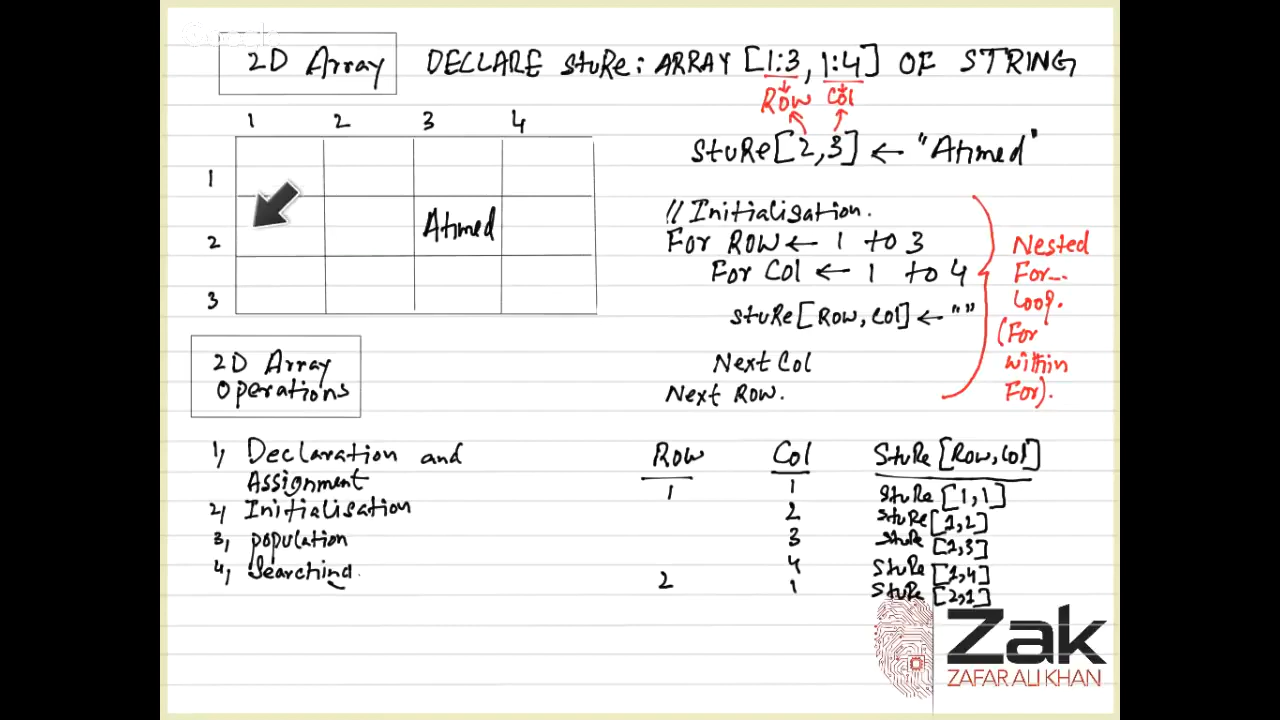 2D Array
DECLARE stuRe : ARRAY [1:3, 1:4] OF STRING
Row Col
1 2 3 4
stuRe[2,3] ← "Ahmed"
1
2 Ahmed
3
// Initialisation.
For ROW ← 1 to 3
For Col ← 1 to 4
stuRe[Row, Col] ← ""
Next Col
Next Row.
Nested
For...
Loop.
(For
within
For).
2D Array
Operations
1, Declaration and
Assignment
2, Initialisation
3, population
4, Searching.
Row Col StuRe[Row, Col]
1 1 StuRe [1,1]
2 StuRe [1,2]
3 StuRe [1,3]
4 StuRe [1,4]
2 1 StuRe [2,1]
Zak
ZAFAR ALI KHAN